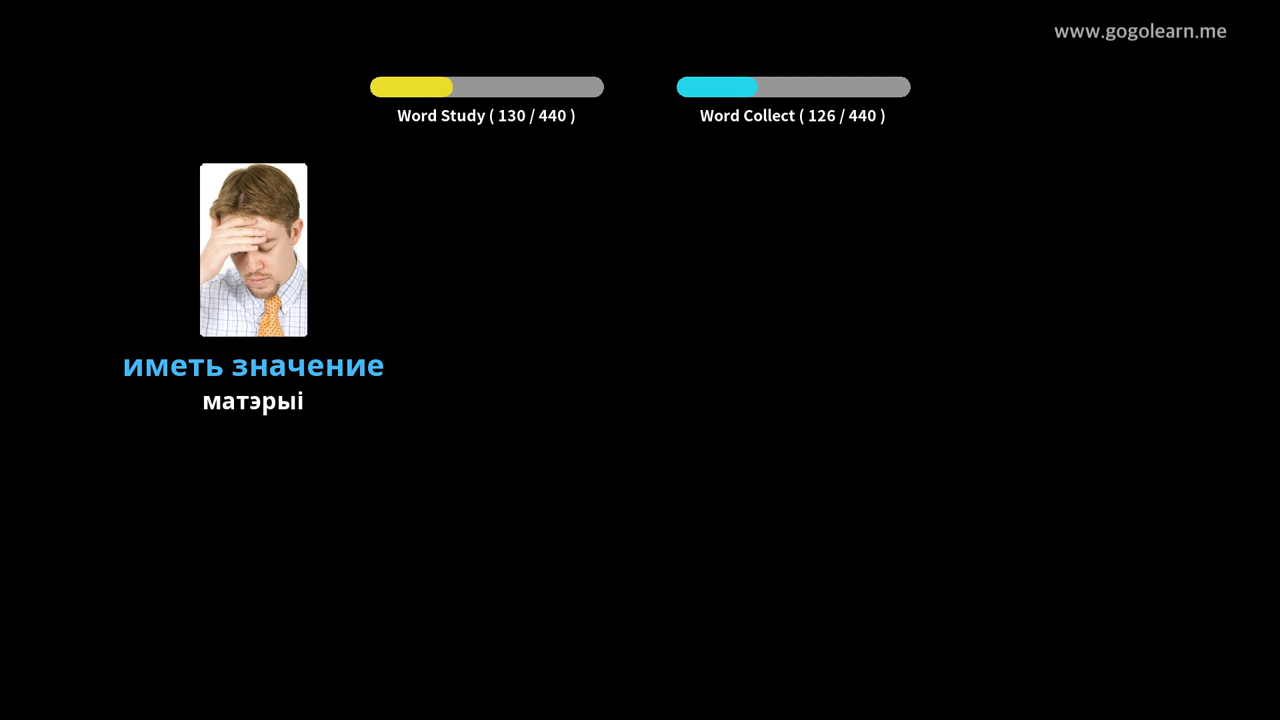 www.gogolearn.me
Word Study ( 130 / 440 )
Word Collect ( 126 / 440 )
иметь значение
матэрыі